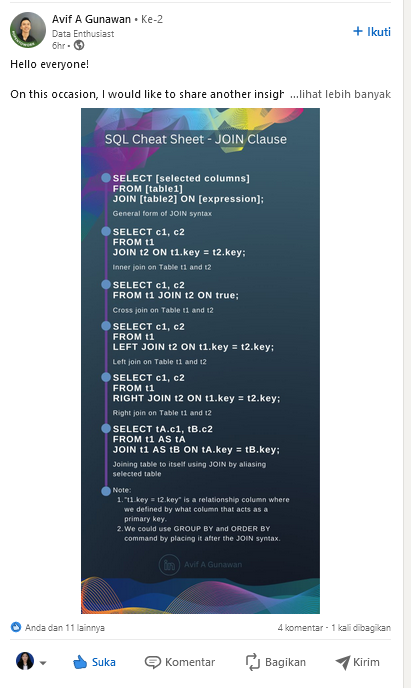 Avif A Gunawan • Ke-2
Data Enthusiast
6hr •
+ Ikuti
Hello everyone!
On this occasion, I would like to share another insigh ...lihat lebih banyak
SQL Cheat Sheet - JOIN Clause
SELECT [selected columns]
FROM [table1]
JOIN [table2] ON [expression];
General form of JOIN syntax
SELECT c1, c2
FROM t1
JOIN t2 ON t1.key = t2.key;
Inner join on Table t1 and t2
SELECT c1, c2
FROM t1 JOIN t2 ON true;
Cross join on Table t1 and t2
SELECT c1, c2
FROM t1
LEFT JOIN t2 ON t1.key = t2.key;
Left join on Table t1 and t2
SELECT c1, c2
FROM t1
RIGHT JOIN t2 ON t1.key = t2.key;
Right join on Table t1 and t2
SELECT tA.c1, tB.c2
FROM t1 AS tA
JOIN t1 AS tB ON tA.key = tB.key;
Joining table to itself using JOIN by aliasing
selected table
Note:
1."t1.key = t2.key" is a relationship column where
we defined by what column that acts as a
primary key.
2.We could use GROUP BY and ORDER BY
command by placing it after the JOIN syntax.
in Avif A Gunawan
Anda dan 11 lainnya
4 komentar • 1 kali dibagikan
Suka
Komentar
Bagikan
Kirim